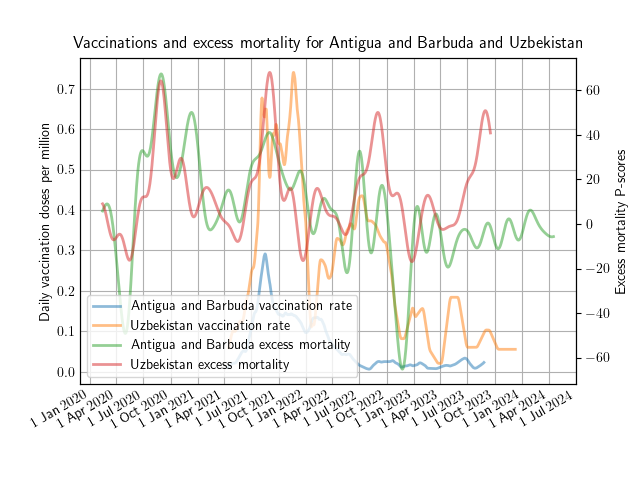 Vaccinations and excess mortality for Antigua and Barbuda and Uzbekistan
Daily vaccination doses per million
0.7
0.6
0.5
0.4
0.3
0.2
0.1
0.0
Antigua and Barbuda vaccination rate
Uzbekistan vaccination rate
Antigua and Barbuda excess mortality
Uzbekistan excess mortality
60
40
20
0
−20
−40
−60
Excess mortality P-scores
1 Jan 2020
1 Apr 2020
1 Jul 2020
1 Oct 2020
1 Jan 2021
1 Apr 2021
1 Jul 2021
1 Oct 2021
1 Jan 2022
1 Apr 2022
1 Jul 2022
1 Oct 2022
1 Jan 2023
1 Apr 2023
1 Jul 2023
1 Oct 2023
1 Jan 2024
1 Apr 2024
1 Jul 2024